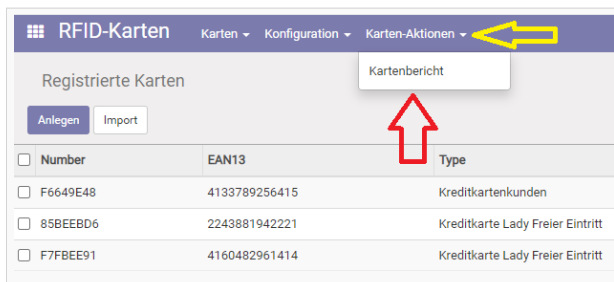 RFID-Karten Karten Konfiguration Karten-Aktionen
Kartenbericht
Registrierte Karten
Anlegen Import
Number EAN13 Type
F6649E48 4133789256415 Kreditkartenkunden
85BEEBD6 2243881942221 Kreditkarte Lady Freier Eintritt
F7FBEE91 4160482961414 Kreditkarte Lady Freier Eintritt